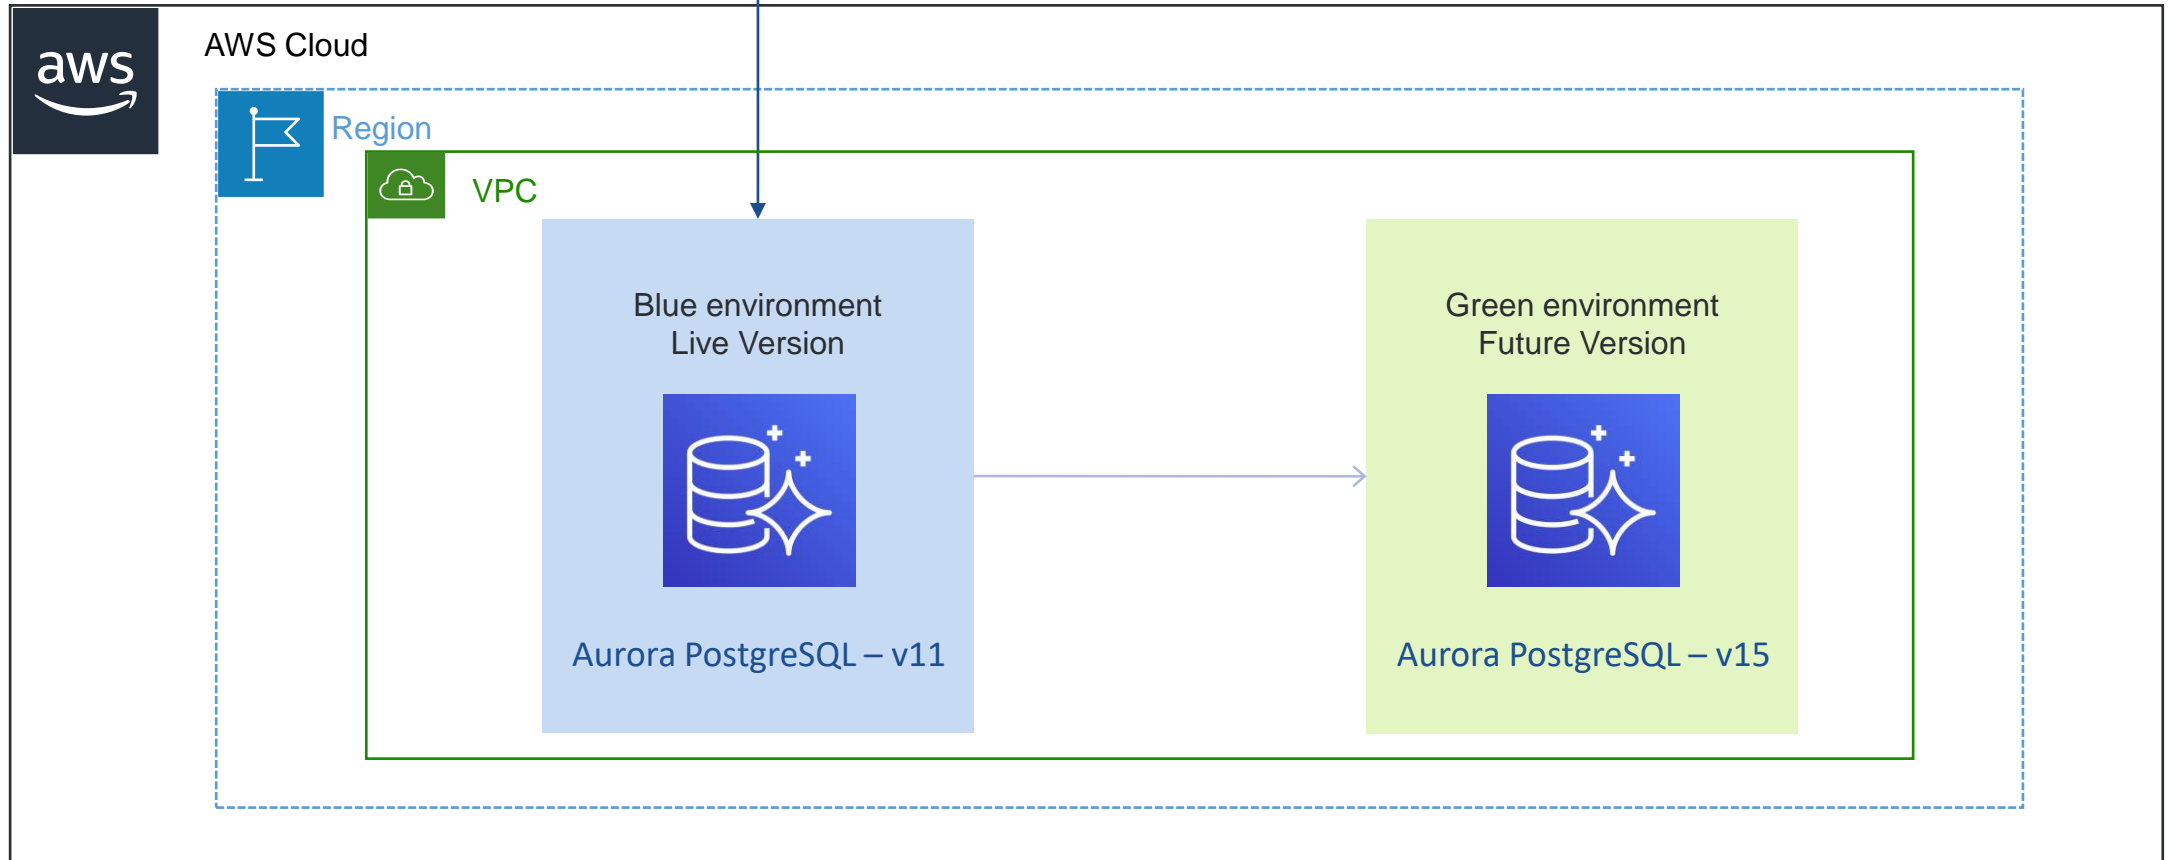 aws
AWS Cloud
Region
VPC
Blue environment
Live Version
Aurora PostgreSQL – v11
Green environment
Future Version
Aurora PostgreSQL – v15